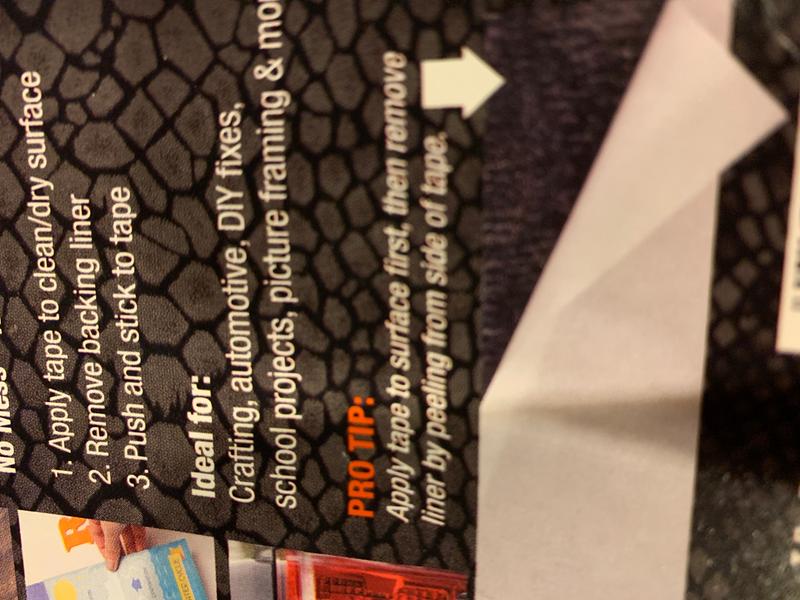 No Mess
1. Apply tape to clean/dry surface
2. Remove backing liner
3. Push and stick to tape
Ideal for:
Crafting, automotive, DIY fixes,
school projects, picture framing &
PRO TIP:
Apply tape to surface first, then remove
liner by peeling from side of tape.
R